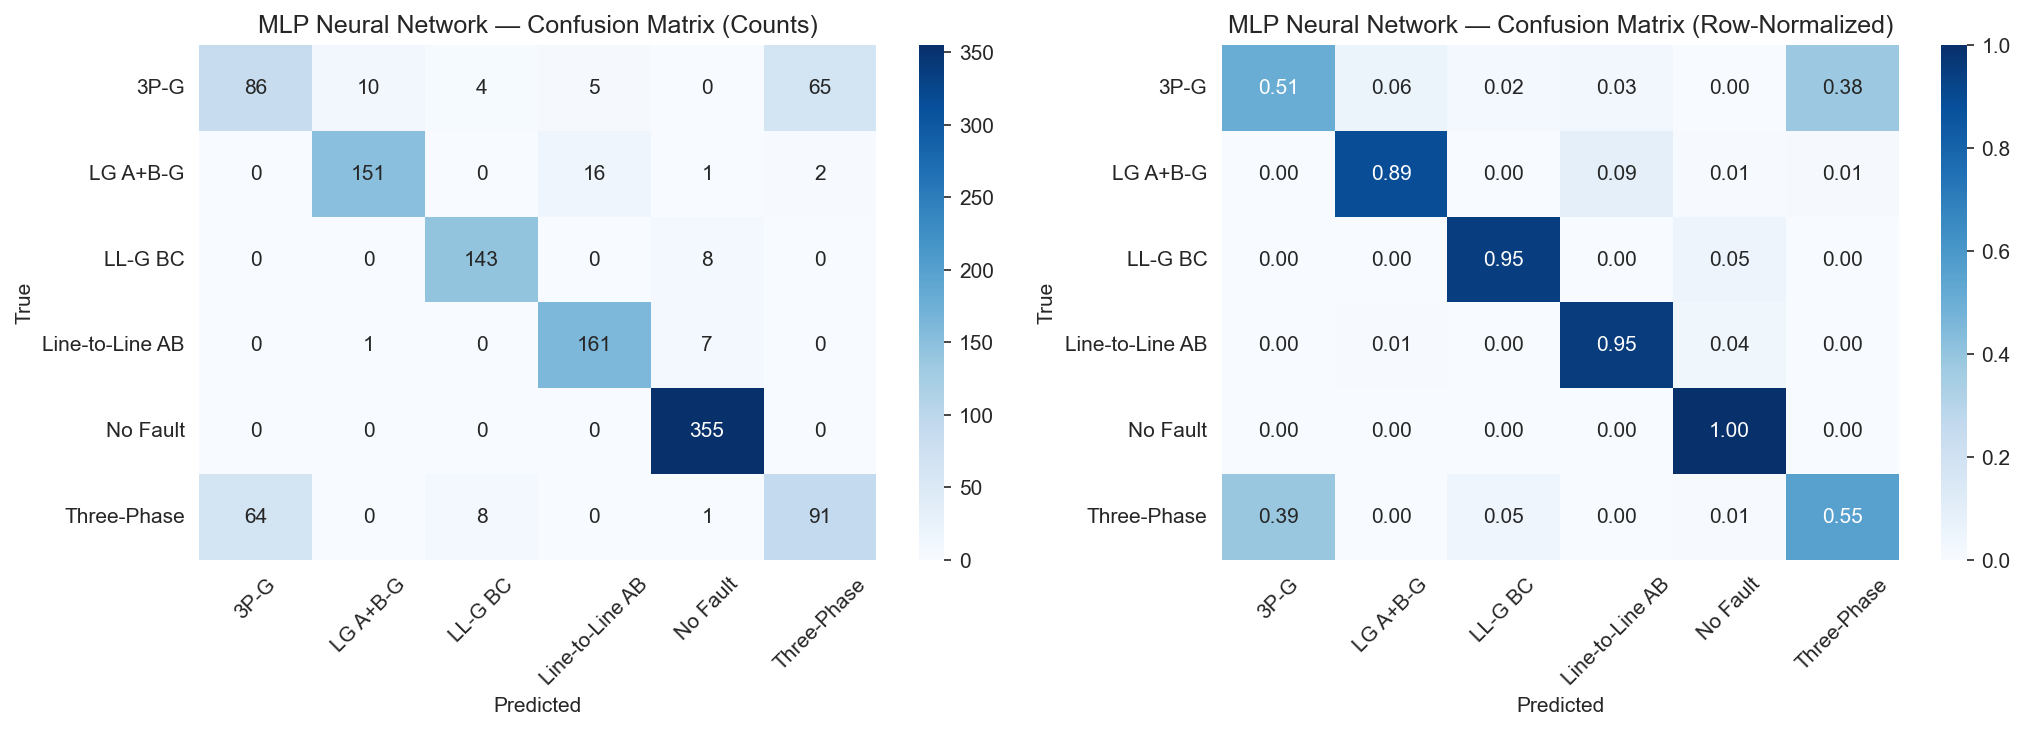 MLP Neural Network — Confusion Matrix (Counts)
True
3P-G 86 10 4 5 0 65
LG A+B-G 0 151 0 16 1 2
LL-G BC 0 0 143 0 8 0
Line-to-Line AB 0 1 0 161 7 0
No Fault 0 0 0 0 355 0
Three-Phase 64 0 8 0 1 91
3P-G LG A+B-G LL-G BC Line-to-Line AB No Fault Three-Phase
Predicted
350
300
250
200
150
100
50
0
MLP Neural Network — Confusion Matrix (Row-Normalized)
True
3P-G 0.51 0.06 0.02 0.03 0.00 0.38
LG A+B-G 0.00 0.89 0.00 0.09 0.01 0.01
LL-G BC 0.00 0.00 0.95 0.00 0.05 0.00
Line-to-Line AB 0.00 0.01 0.00 0.95 0.04 0.00
No Fault 0.00 0.00 0.00 0.00 1.00 0.00
Three-Phase 0.39 0.00 0.05 0.00 0.01 0.55
3P-G LG A+B-G LL-G BC Line-to-Line AB No Fault Three-Phase
Predicted
1.0
0.8
0.6
0.4
0.2
0.0